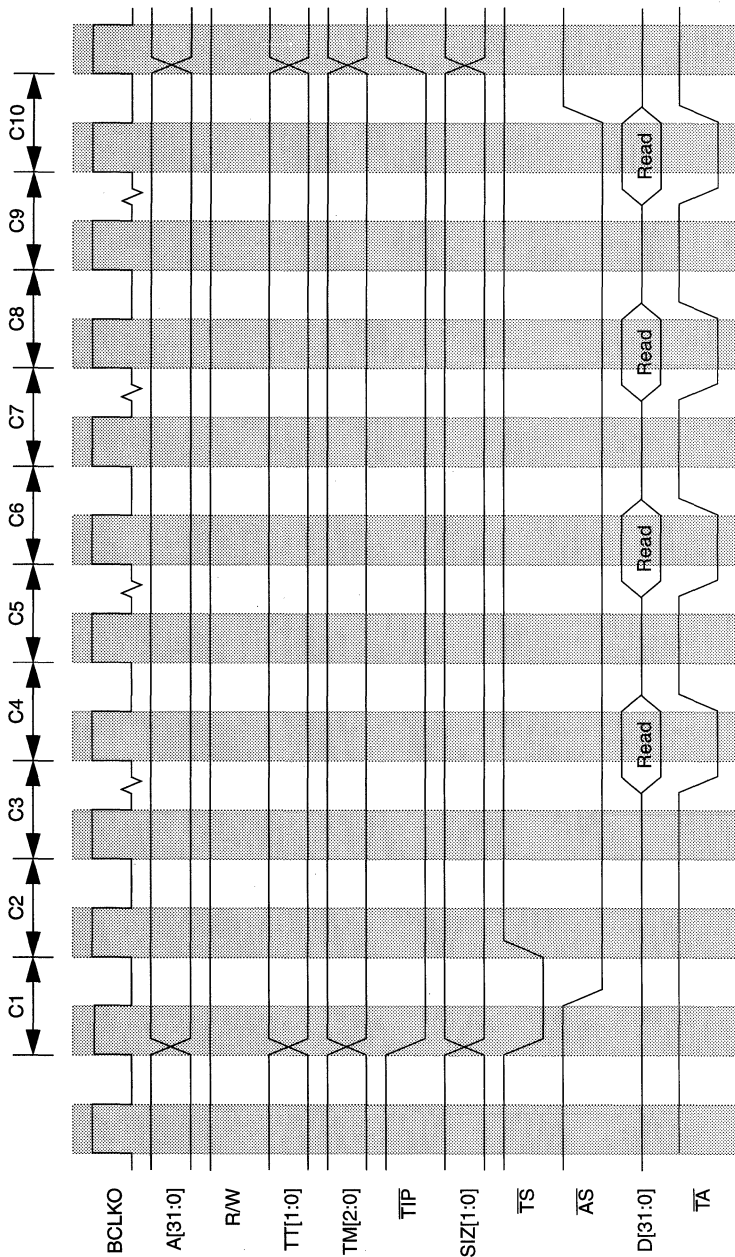 C1 C2 C3 C4 C5 C6 C7 C8 C9 C10
BCLKO
A[31:0]
R/W
TT[1:0]
TM[2:0]
TIP
SIZ[1:0]
TS
AS
D[31:0] Read Read Read Read
TA